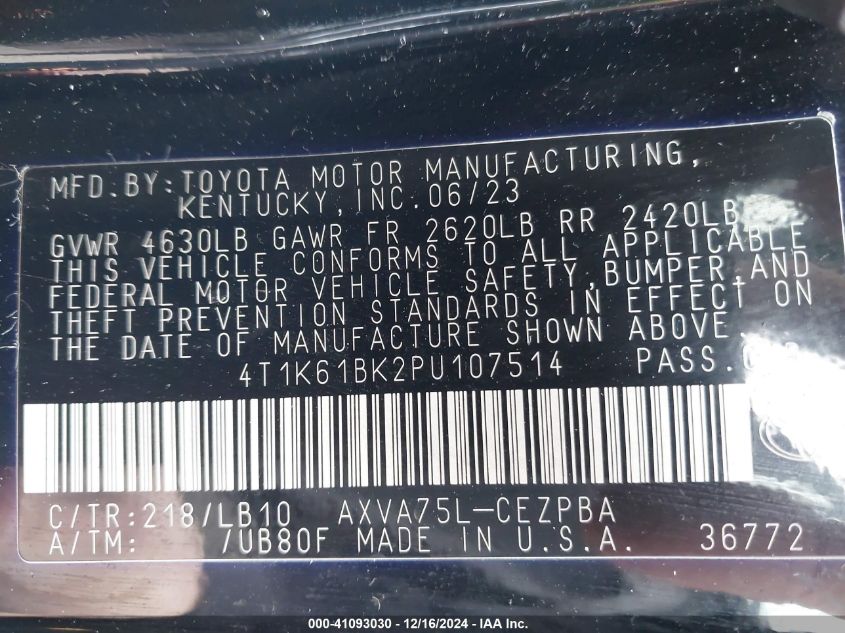 MFD.BY:TOYOTA MOTOR MANUFACTURING,
KENTUCKY,INC.06/23
GVWR 4630LB GAWR FR 2620LB RR 2420LB
THIS VEHICLE CONFORMS TO ALL APPLICABLE
FEDERAL MOTOR VEHICLE SAFETY,BUMPER,AND
THEFT PREVENTION STANDARDS IN EFFECT ON
THE DATE OF MANUFACTURE SHOWN ABOVE
4T1K61BK2PU107514 PASS.
C/TR:218/LB10 AXVA75L-CEZPBA
A/TM: /UB80F MADE IN U.S.A. 36772
000-41093030 - 12/16/2024 - © IAA Inc.